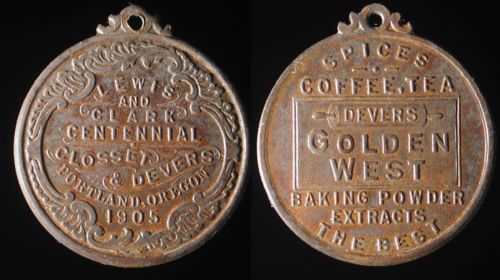 LEWIS
AND
CLARK
CENTENNIAL
CLOSSET
& DEVERS
PORTLAND, OREGON
1905
SPICES
COFFEE, TEA
DEVERS
GOLDEN
WEST
BAKING POWDER
EXTRACTS
THE BEST